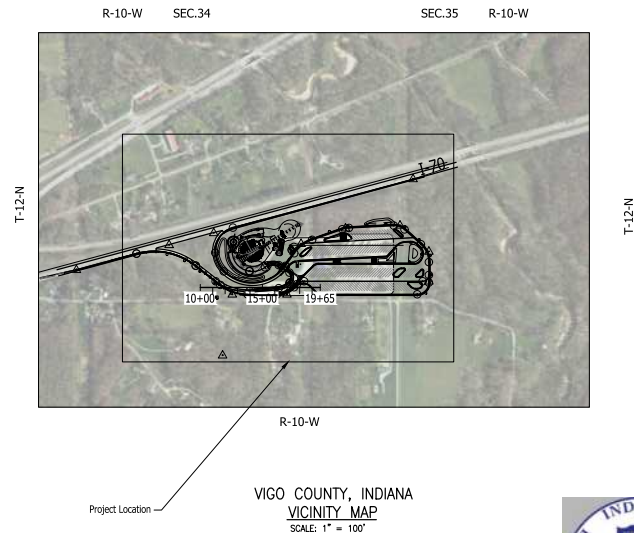 R-10-W SEC.34 SEC.35 R-10-W
T-12-N
T-12-N
I-70
10+00 15+00 19+65
R-10-W
Project Location
VIGO COUNTY, INDIANA
VICINITY MAP
SCALE: 1" = 100'
IND